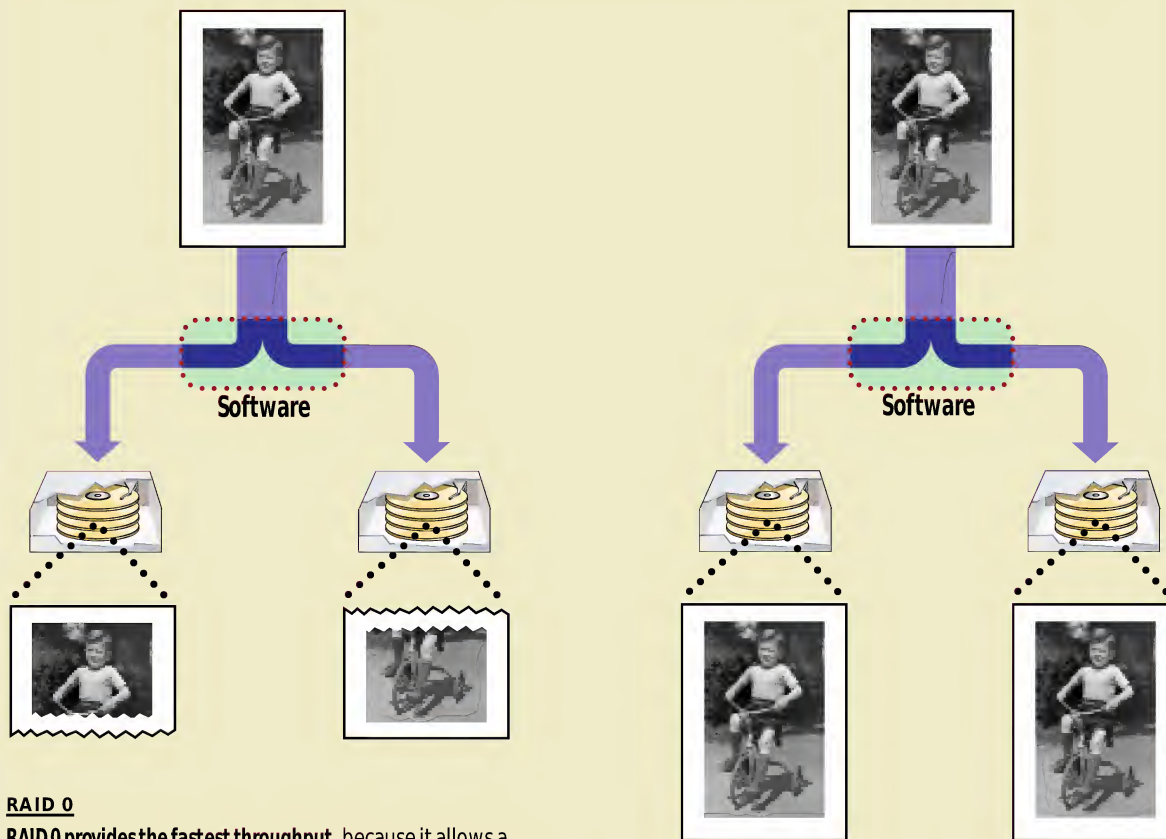 Software
Software
RAID 0
RAID 0 provides the fastest throughput, because it allows a